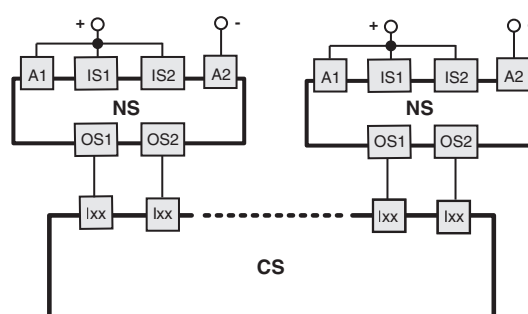 + - +
A1 IS1 IS2 A2 A1 IS1 IS2 A2
NS NS
OS1 OS2 OS1 OS2
Ixx Ixx Ixx Ixx
CS